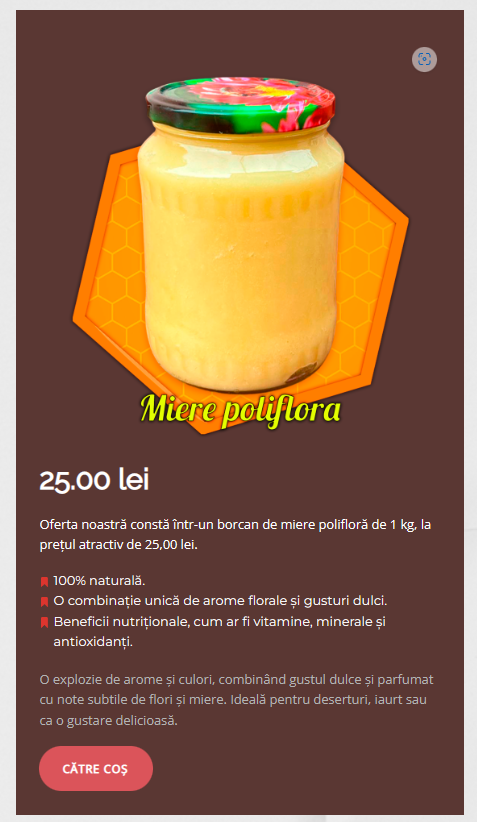 Miere poliflora
25.00 lei
Oferta noastră constă într-un borcan de miere polifloră de 1 kg, la
prețul atractiv de 25,00 lei.
100% naturală.
O combinație unică de arome florale și gusturi dulci.
Beneficii nutriționale, cum ar fi vitamine, minerale și
antioxidanți.
O explozie de arome și culori, combinând gustul dulce și parfumat
cu note subtile de flori și miere. Ideală pentru deserturi, iaurt sau
ca o gustare delicioasă.
CĂTRE COȘ